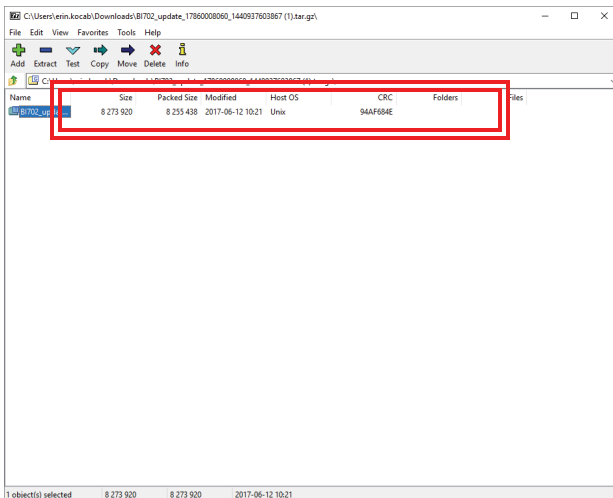 C:\Users\erin.kocab\Downloads\BI702_update_17860008060_1440937603867 (1).tar.gz\
File Edit View Favorites Tools Help
Add Extract Test Copy Move Delete Info
Name Size Packed Size Modified Host OS CRC Folders Files
BI702_upda... 8 273 920 8 255 438 2017-06-12 10:21 Unix 94AF684E
1 object(s) selected 8 273 920 8 273 920 2017-06-12 10:21